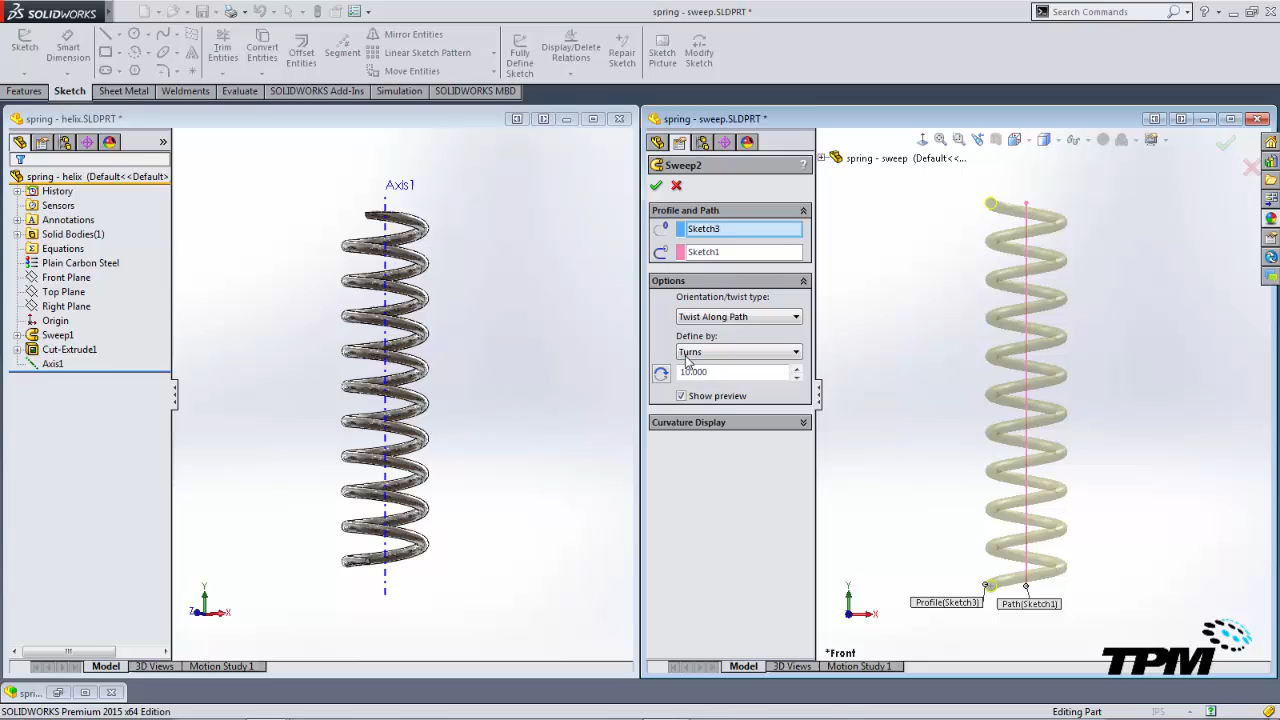 SOLIDWORKS
spring - sweep.SLDPRT *
Search Commands
Sketch
Smart Dimension
Trim Entities
Convert Entities
Offset Entities
Segment
Mirror Entities
Linear Sketch Pattern
Move Entities
Display/Delete Relations
Fully Define Sketch
Repair Sketch
Sketch Picture
Modify Sketch
Features
Sketch
Sheet Metal
Weldments
Evaluate
SOLIDWORKS Add-Ins
Simulation
SOLIDWORKS MBD
spring - helix.SLDPRT *
spring - helix (Default<<Default>
History
Sensors
Annotations
Solid Bodies(1)
Equations
Plain Carbon Steel
Front Plane
Top Plane
Right Plane
Origin
Sweep1
Cut-Extrude1
Axis1
Axis1
Y
Z
X
Model
3D Views
Motion Study 1
spring - sweep.SLDPRT *
Sweep2
?
Profile and Path
Sketch3
Sketch1
Options
Orientation/twist type:
Twist Along Path
Define by:
Turns
10.000
Show preview
Curvature Display
spring - sweep (Default<<...
Profile(Sketch3)
Path(Sketch1)
Y
X
*Front
TPM
Model
3D Views
Motion Study 1
spri...
SOLIDWORKS Premium 2015 x64 Edition
Editing Part
IPS